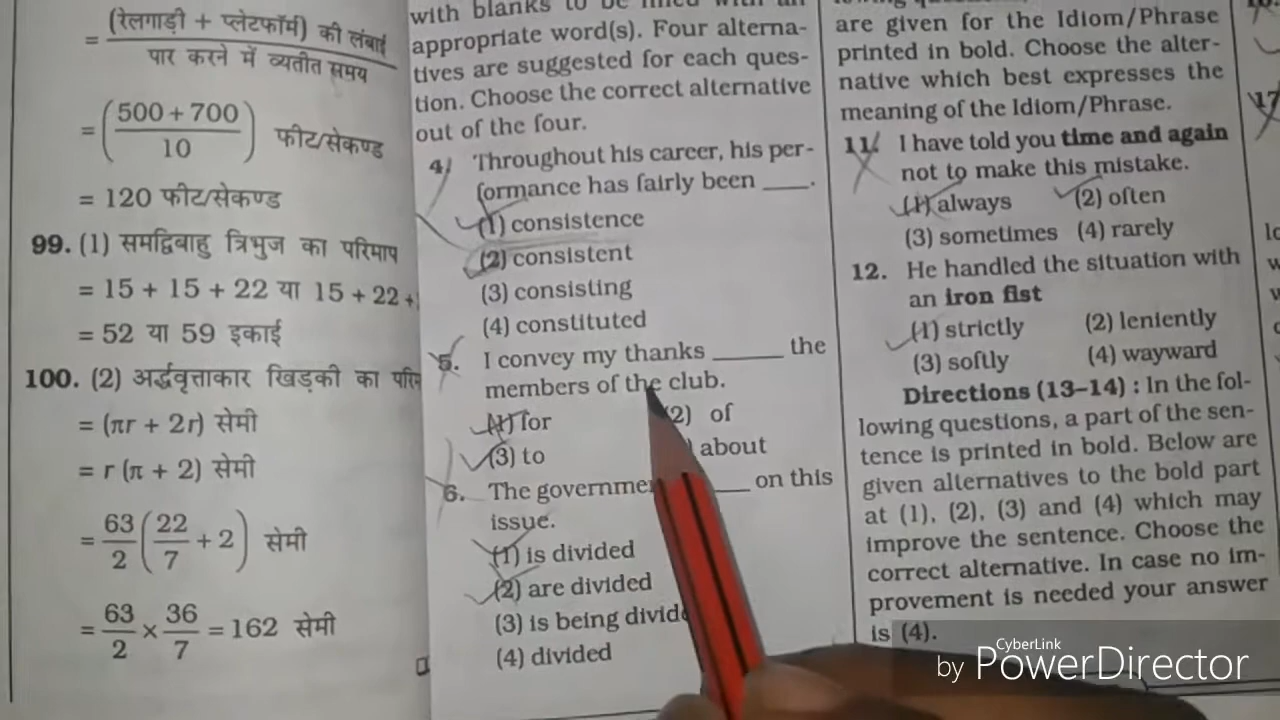 (रेलगाड़ी + प्लेटफॉर्म) की लंबाई
=
पार करने में व्यतीत समय
= (500 + 700 / 10) फीट/सेकण्ड
= 120 फीट/सेकण्ड
99. (1) समद्विबाहु त्रिभुज का परिमाप
= 15 + 15 + 22 या 15 + 22 +
= 52 या 59 इकाई
100. (2) अर्द्धवृत्ताकार खिड़की का
= (πr + 2r) सेमी
= r (π + 2) सेमी
= 63/2 (22/7 + 2) सेमी
= 63/2 × 36/7 = 162 सेमी
with blanks to be filled with an
appropriate word(s). Four alterna-
tives are suggested for each ques-
tion. Choose the correct alternative
out of the four.
4. Throughout his career, his per-
formance has fairly been ____.
(1) consistence
(2) consistent
(3) consisting
(4) constituted
5. I convey my thanks _____ the
members of the club.
(1) for (2) of
(3) to about
6. The governme ___ on this
issue.
(1) is divided
(2) are divided
(3) is being divid
(4) divided
are given for the Idiom/Phrase
printed in bold. Choose the alter-
native which best expresses the
meaning of the Idiom/Phrase.
11. I have told you time and again
not to make this mistake.
(1) always (2) often
(3) sometimes (4) rarely
12. He handled the situation with
an iron fist
(1) strictly (2) leniently
(3) softly (4) wayward
Directions (13–14) : In the fol-
lowing questions, a part of the sen-
tence is printed in bold. Below are
given alternatives to the bold part
at (1), (2), (3) and (4) which may
improve the sentence. Choose the
correct alternative. In case no im-
provement is needed your answer
is (4).
17
CyberLink
by PowerDirector